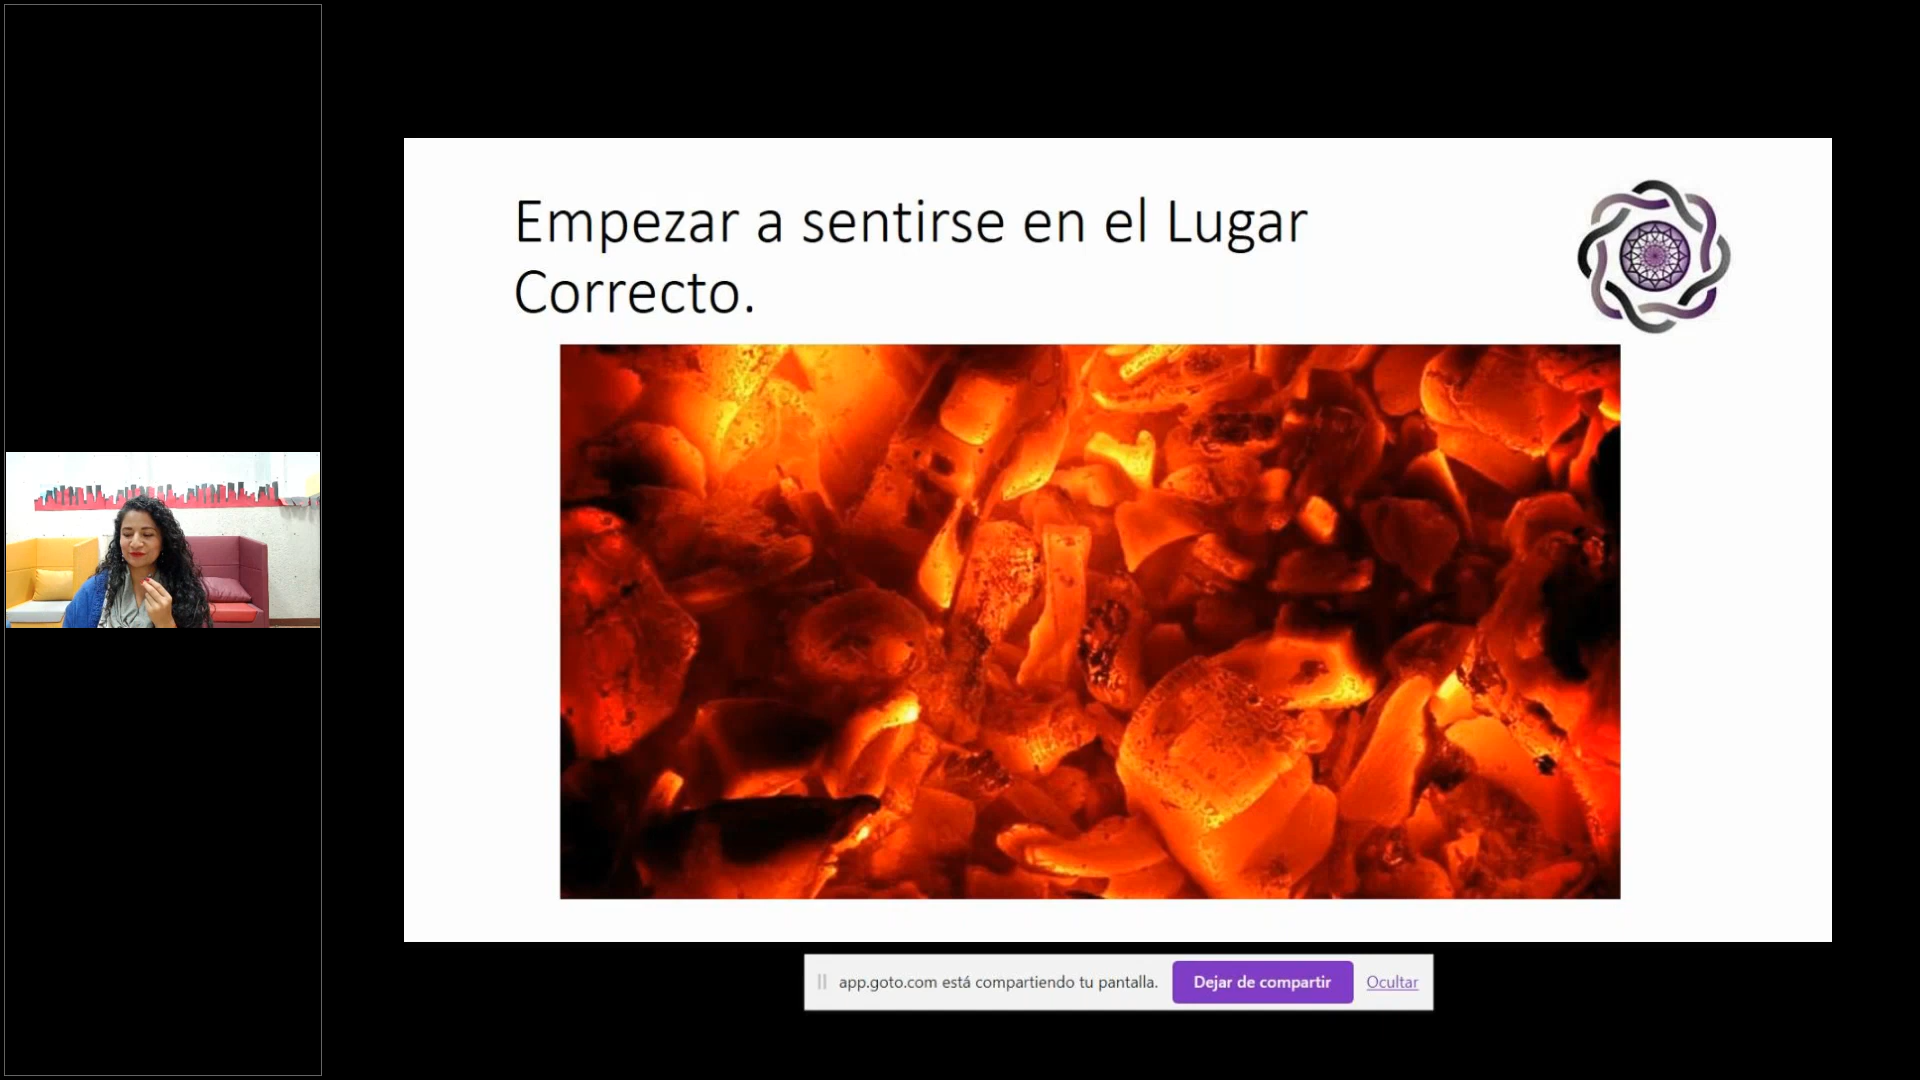 Empezar a sentirse en el Lugar
Correcto.
app.goto.com está compartiendo tu pantalla. Dejar de compartir Ocultar